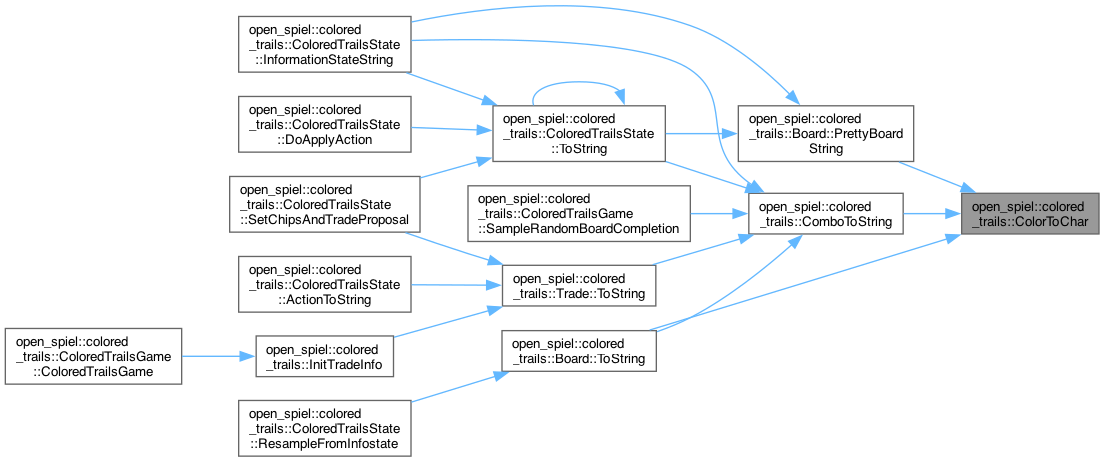 open_spiel::colored
_trails::ColoredTrailsState
::InformationStateString
open_spiel::colored
_trails::ColoredTrailsState
::DoApplyAction
open_spiel::colored
_trails::ColoredTrailsState
::ToString
open_spiel::colored
_trails::Board::PrettyBoard
String
open_spiel::colored
_trails::ColoredTrailsState
::SetChipsAndTradeProposal
open_spiel::colored
_trails::ColoredTrailsGame
::SampleRandomBoardCompletion
open_spiel::colored
_trails::ComboToString
open_spiel::colored
_trails::ColorToChar
open_spiel::colored
_trails::ColoredTrailsState
::ActionToString
open_spiel::colored
_trails::Trade::ToString
open_spiel::colored
_trails::ColoredTrailsGame
::ColoredTrailsGame
open_spiel::colored
_trails::InitTradeInfo
open_spiel::colored
_trails::Board::ToString
open_spiel::colored
_trails::ColoredTrailsState
::ResampleFromInfostate